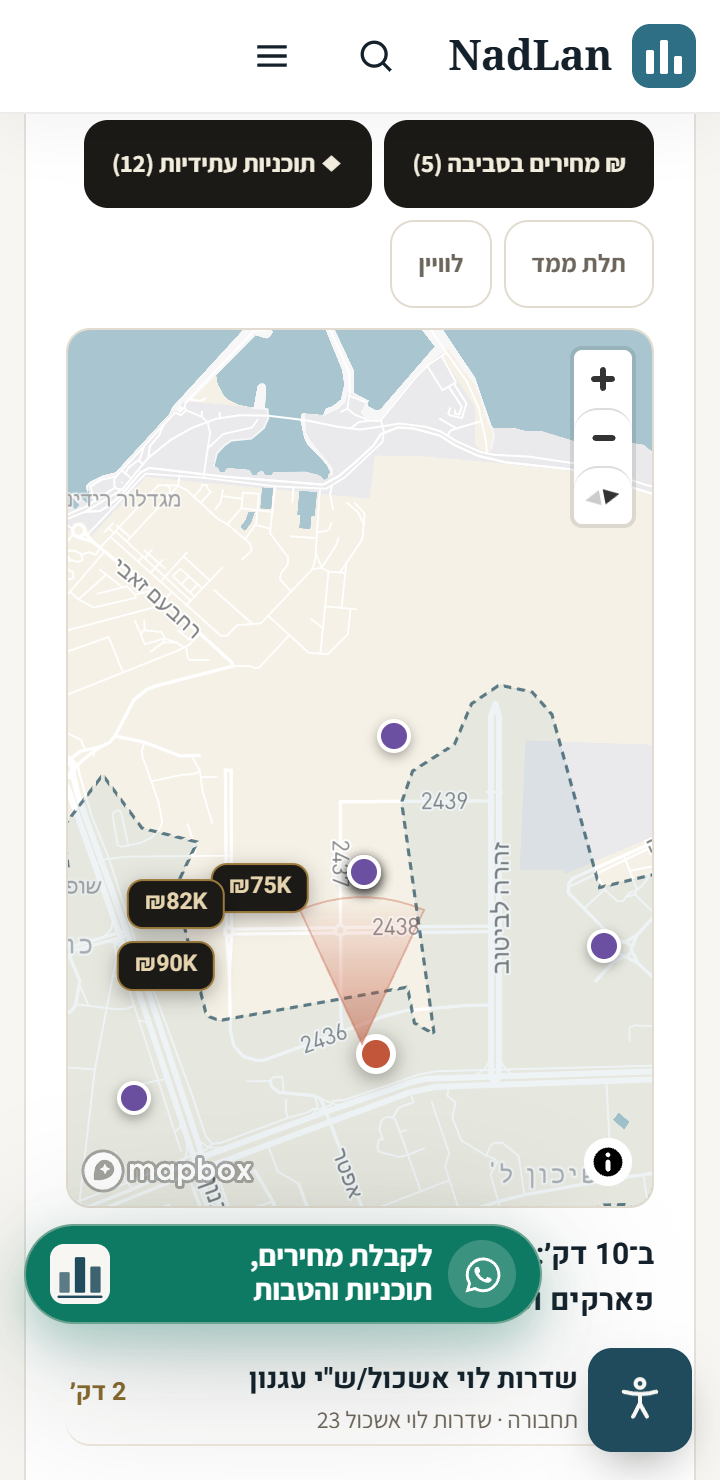 NadLan
₪ מחירים בסביבה (5)
◆ תוכניות עתידיות (12)
תלת ממד
לוויין
רחבעם זאבי
2439
2437
זהרה לביטוב
₪75K
₪82K
שופ
2438
₪90K
2436
אפטר
mapbox
ב־10 דק׳:
פארקים
לקבלת מחירים,
תוכניות והטבות
שדרות לוי אשכול/ש"י עגנון
2 דק׳
תחבורה · שדרות לוי אשכול 23